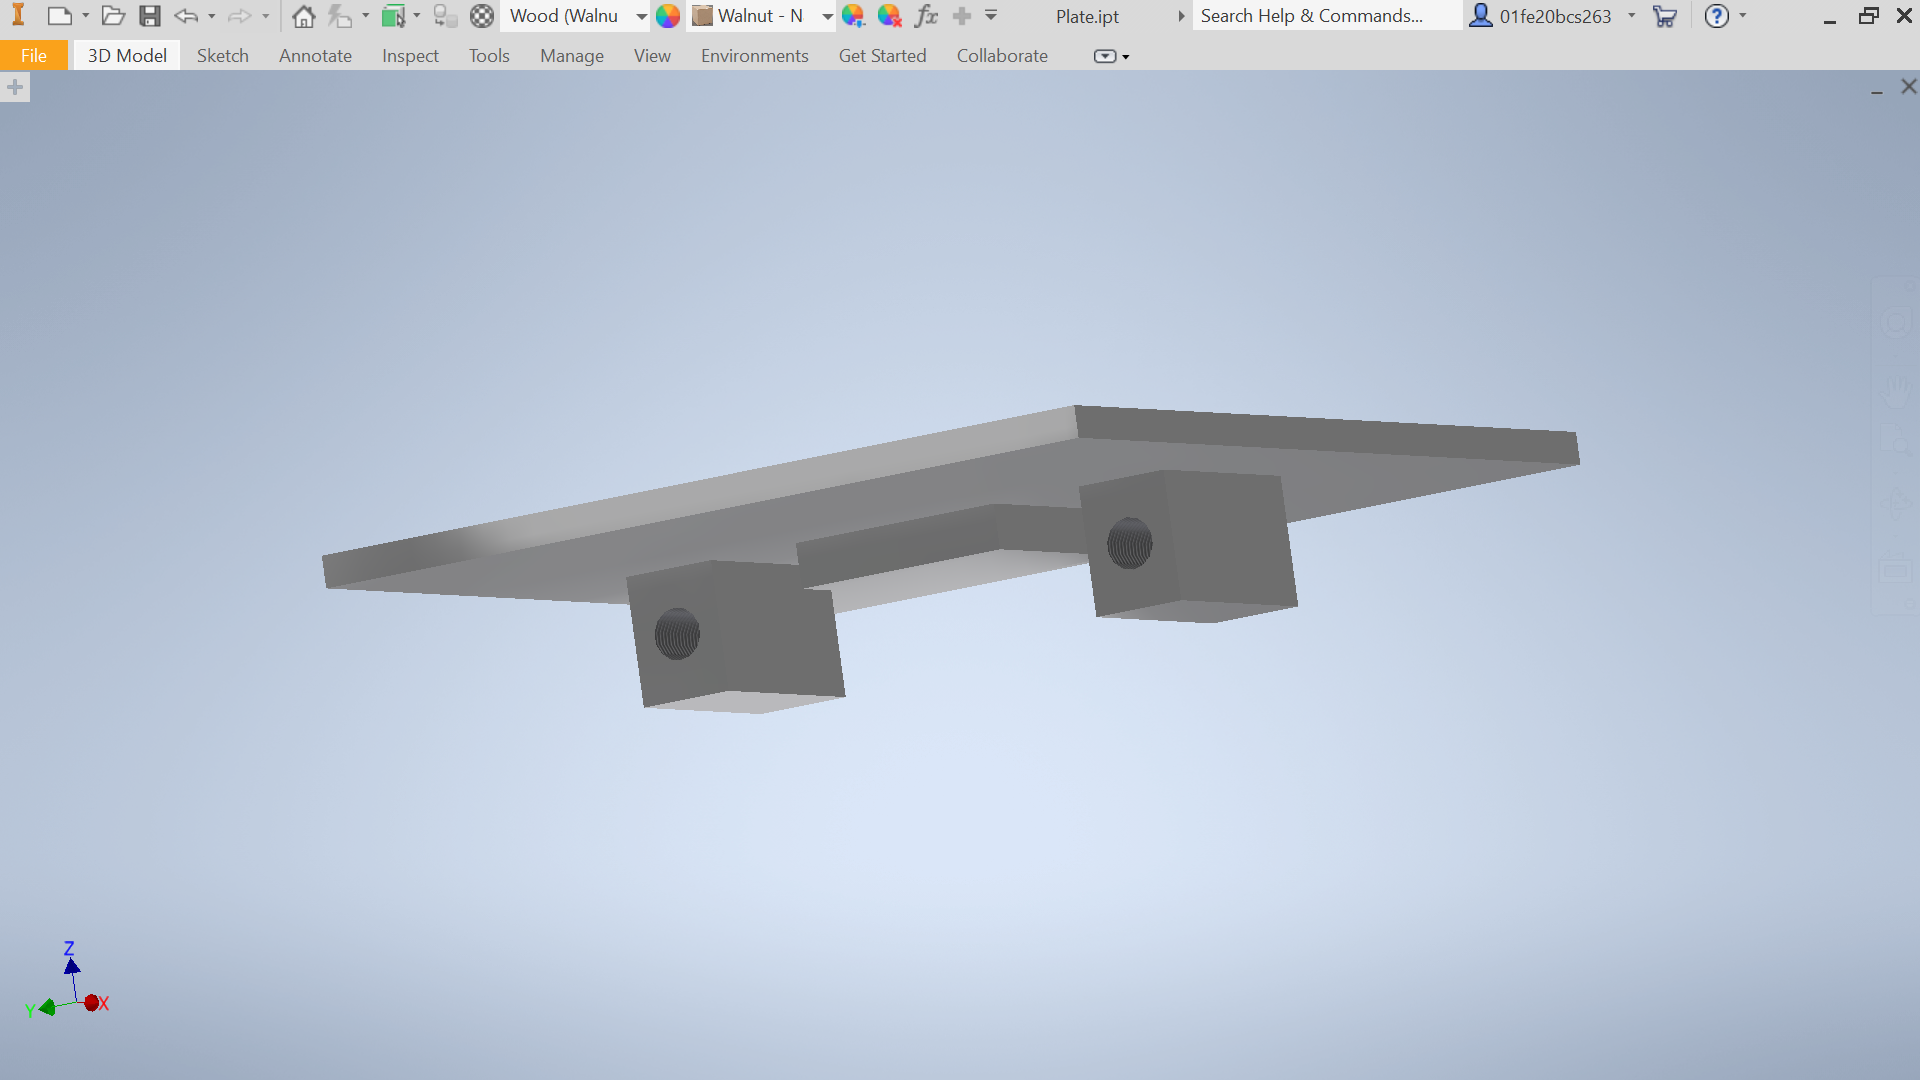 Wood (Walnu Walnut - N fx Plate.ipt Search Help & Commands... 01fe20bcs263 ?
File 3D Model Sketch Annotate Inspect Tools Manage View Environments Get Started Collaborate
Z
Y X